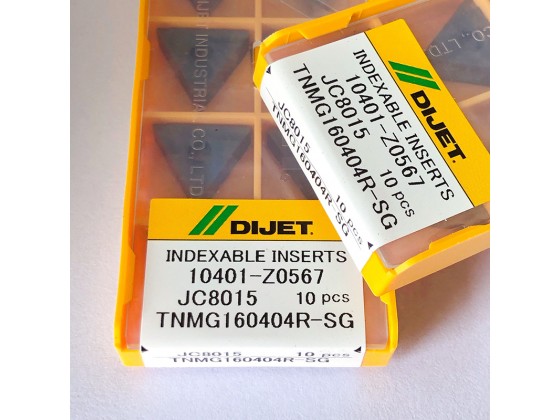 DIJET
INDEXABLE INSERTS
10401-Z0567
JC8015 10 pcs
TNMG160404R-SG
JC8015 10 pcs
TNMG160404R-SG
DIJET
INDEXABLE INSERTS
10401-Z0567
JC8015 10 pcs
TNMG160404R-SG
JC8015 10 pcs
TNMG160404R-SG
DIJET INDUSTRIAL CO., LTD.
CO., LTD.